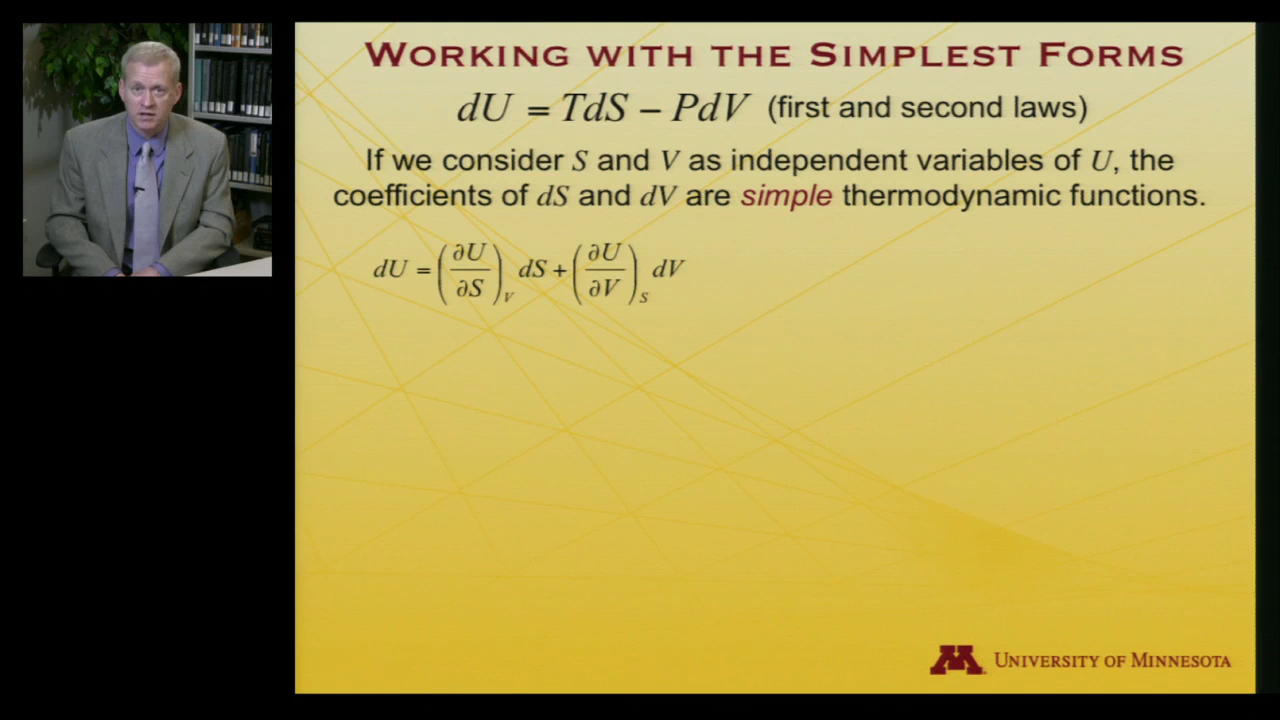 WORKING WITH THE SIMPLEST FORMS
dU = TdS − PdV (first and second laws)
If we consider S and V as independent variables of U, the
coefficients of dS and dV are simple thermodynamic functions.
dU = (∂U/∂S)_V dS + (∂U/∂V)_S dV
M UNIVERSITY OF MINNESOTA